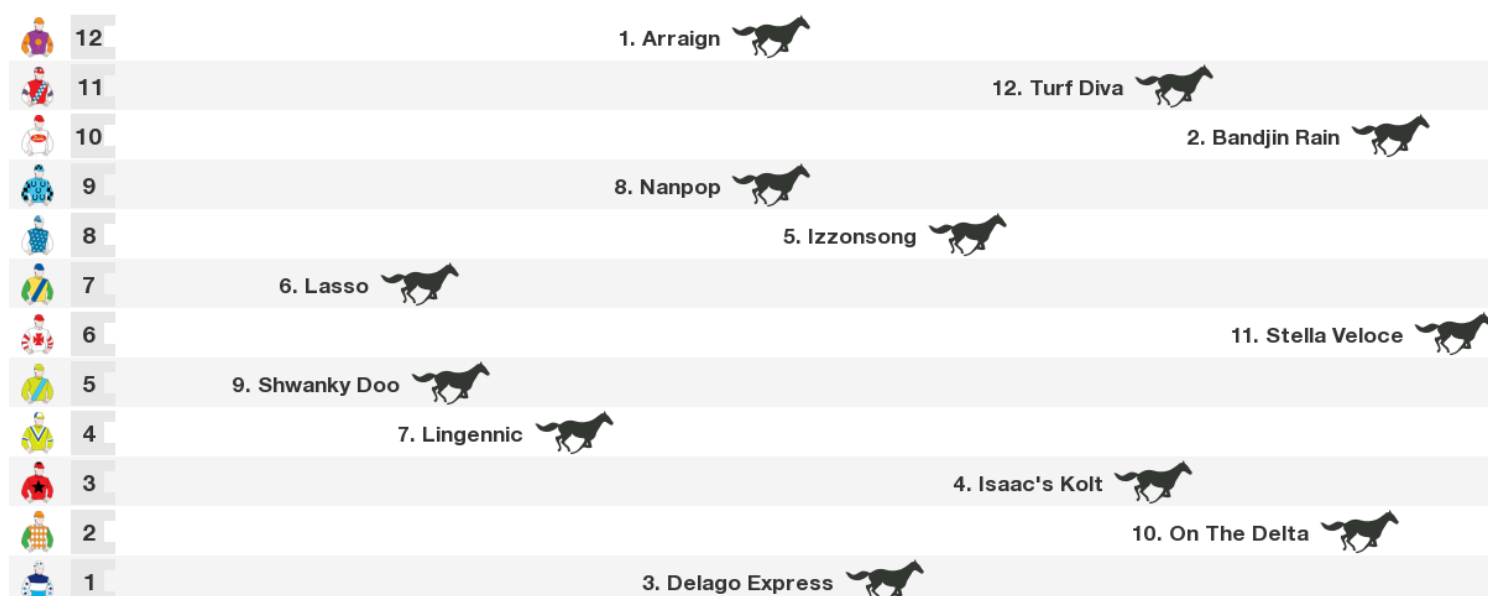 12 1. Arraign
11 12. Turf Diva
10 2. Bandjin Rain
9 8. Nanpop
8 5. Izzonsong
7 6. Lasso
6 11. Stella Veloce
5 9. Shwanky Doo
4 7. Lingennic
3 4. Isaac's Kolt
2 10. On The Delta
1 3. Delago Express